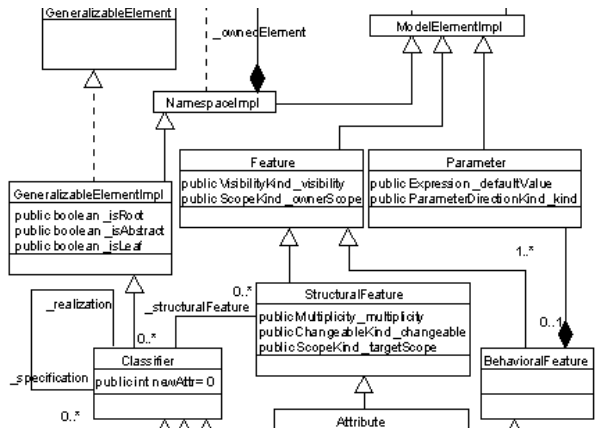 GeneralizableElement
_ownedElement
ModelElementImpl
NamespaceImpl
Feature
public VisibilityKind _visibility
public ScopeKind _ownerScope
Parameter
public Expression _defaultValue
public ParameterDirectionKind _kind
GeneralizableElementImpl
public boolean _isRoot
public boolean _isAbstract
public boolean _isLeaf
1..*
_realization
0..*
_structuralFeature
0..*
StructuralFeature
public Multiplicity _multiplicity
public ChangeableKind _changeable
public ScopeKind _targetScope
0..1
Classifier
public int newAttr= 0
_specification
0..*
BehavioralFeature
Attribute